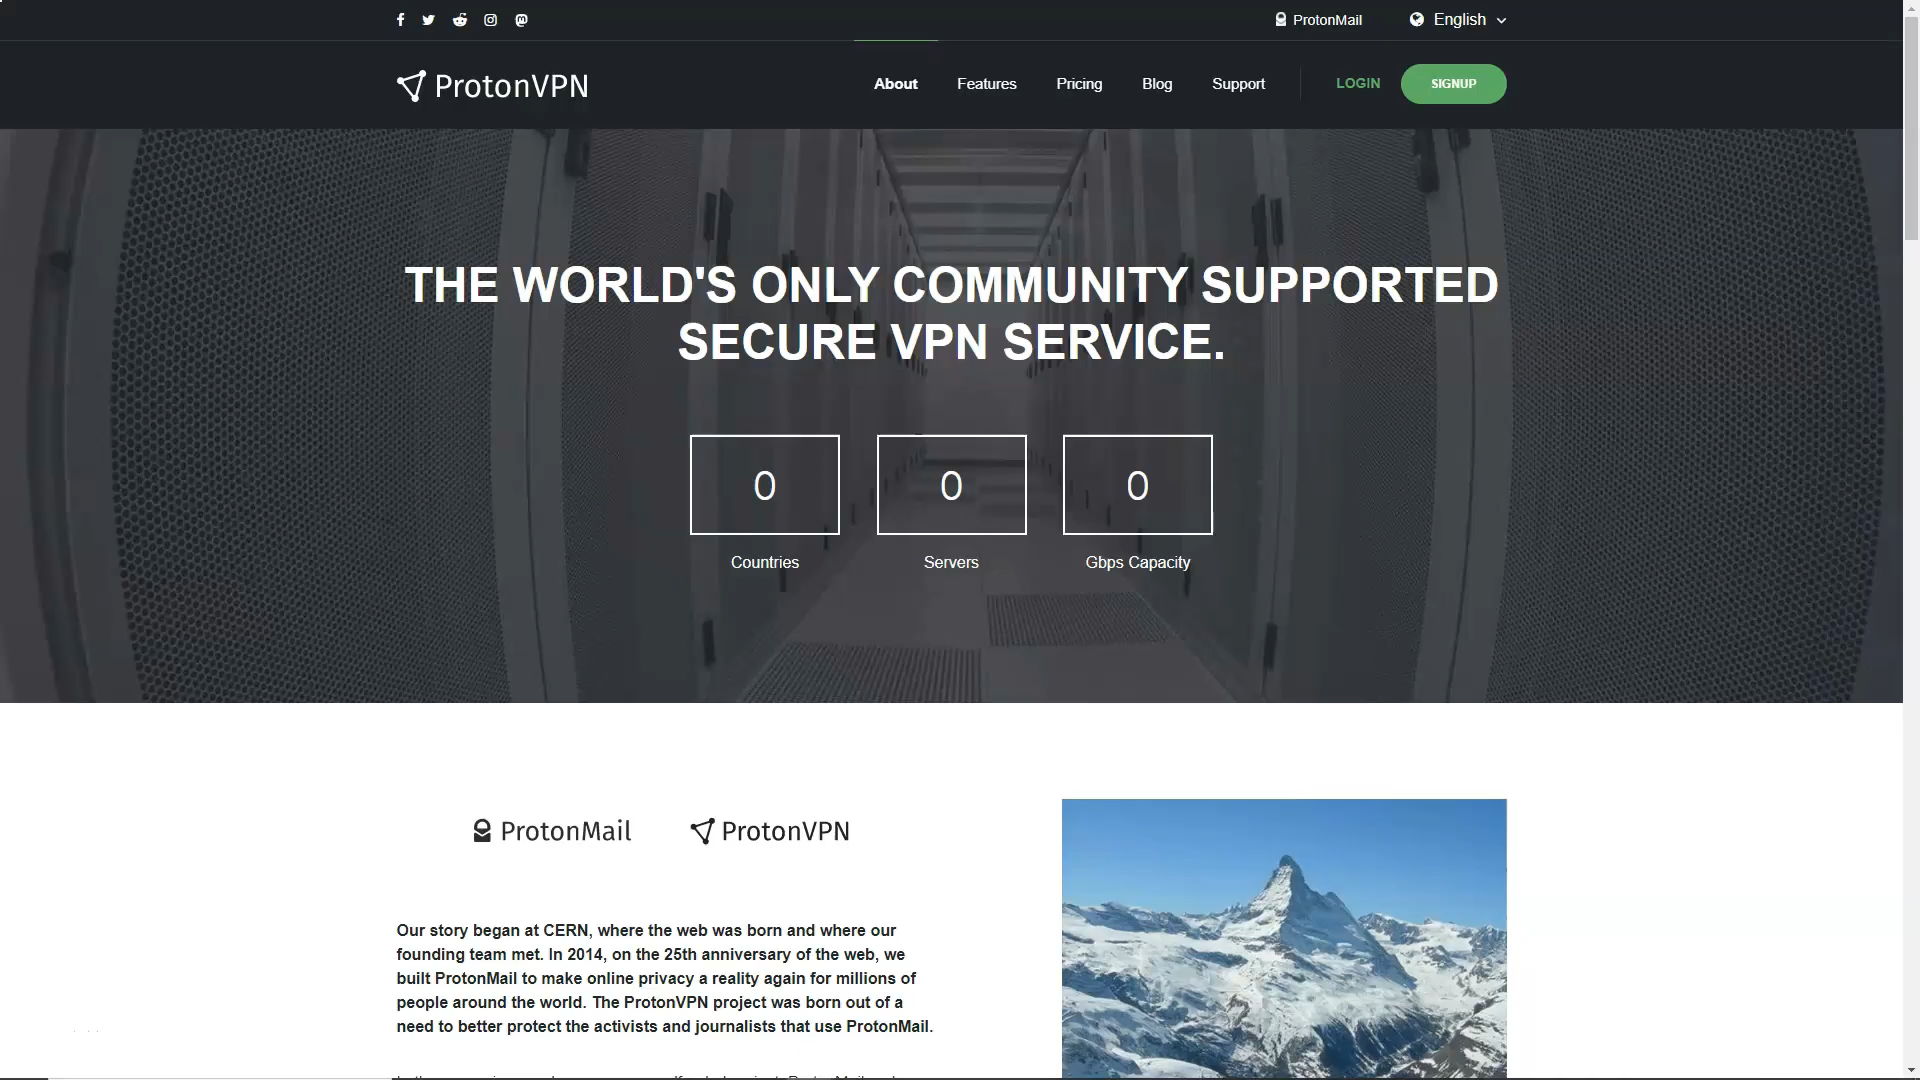 ProtonMail
English
ProtonVPN
About
Features
Pricing
Blog
Support
LOGIN
SIGNUP
THE WORLD'S ONLY COMMUNITY SUPPORTED
SECURE VPN SERVICE.
0
0
0
Countries
Servers
Gbps Capacity
ProtonMail
ProtonVPN
Our story began at CERN, where the web was born and where our
founding team met. In 2014, on the 25th anniversary of the web, we
built ProtonMail to make online privacy a reality again for millions of
people around the world. The ProtonVPN project was born out of a
need to better protect the activists and journalists that use ProtonMail.